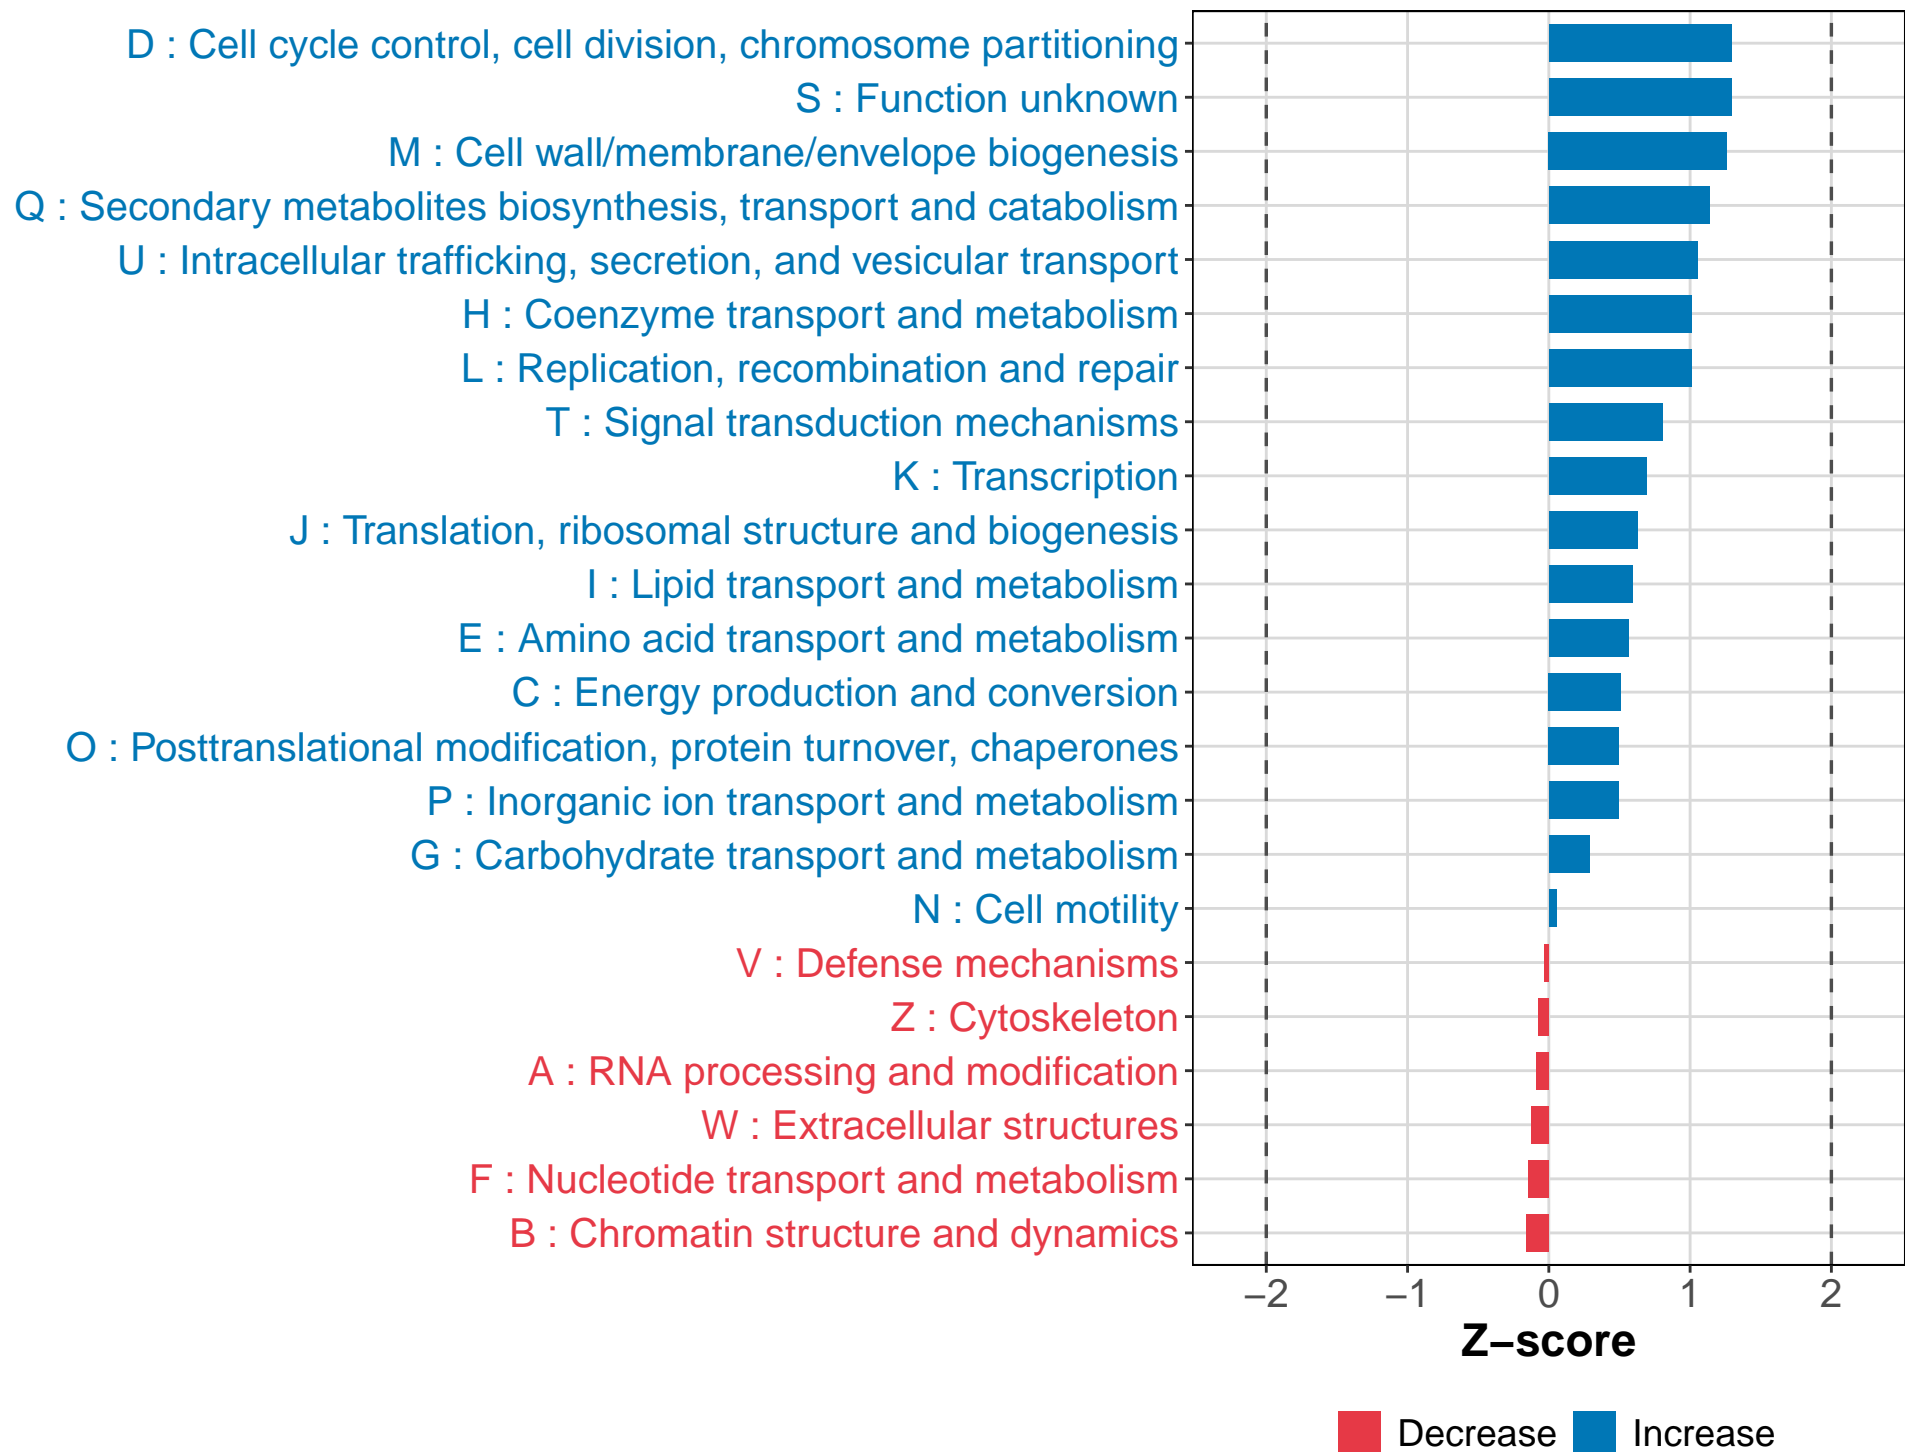 D : Cell cycle control, cell division, chromosome partitioning
S : Function unknown
M : Cell wall/membrane/envelope biogenesis
Q : Secondary metabolites biosynthesis, transport and catabolism
U : Intracellular trafficking, secretion, and vesicular transport
H : Coenzyme transport and metabolism
L : Replication, recombination and repair
T : Signal transduction mechanisms
K : Transcription
J : Translation, ribosomal structure and biogenesis
I : Lipid transport and metabolism
E : Amino acid transport and metabolism
C : Energy production and conversion
O : Posttranslational modification, protein turnover, chaperones
P : Inorganic ion transport and metabolism
G : Carbohydrate transport and metabolism
N : Cell motility
V : Defense mechanisms
Z : Cytoskeleton
A : RNA processing and modification
W : Extracellular structures
F : Nucleotide transport and metabolism
B : Chromatin structure and dynamics
−2 −1 0 1 2
Z−score
Decrease Increase